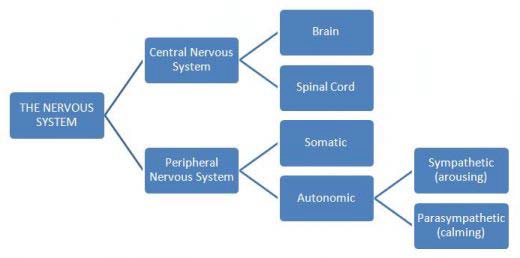 THE NERVOUS
SYSTEM
Central Nervous
System
Brain
Spinal Cord
Peripheral
Nervous System
Somatic
Autonomic
Sympathetic
(arousing)
Parasympathetic
(calming)